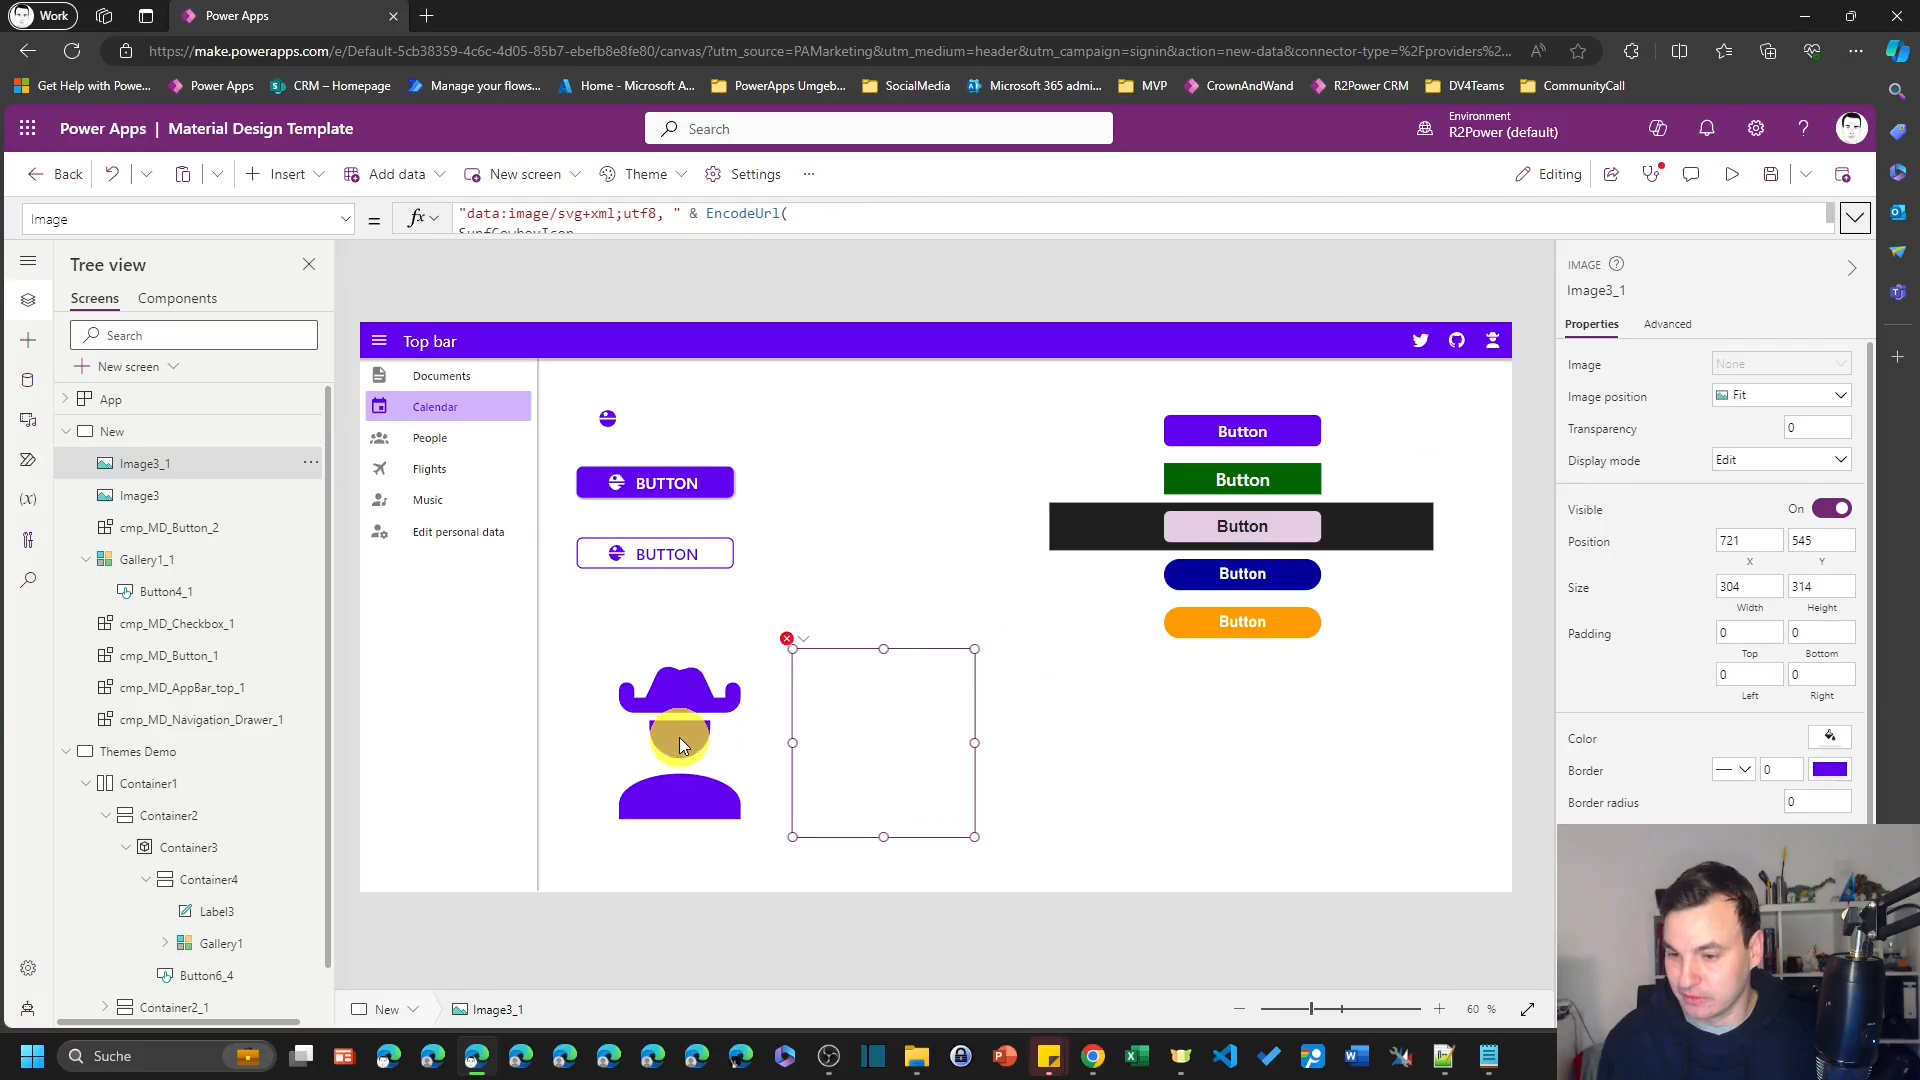 Work
Power Apps
https://make.powerapps.com/e/Default-5cb38359-4c6c-4d05-85b7-ebefb8e8fe80/canvas/?utm_source=PAMarketing&utm_medium=header&utm_campaign=signin&action=new-data&connector-type=%2Fproviders%2...
Get Help with Powe...
Power Apps
CRM – Homepage
Manage your flows...
Home - Microsoft A...
PowerApps Umgeb...
SocialMedia
Microsoft 365 admi...
MVP
CrownAndWand
R2Power CRM
DV4Teams
CommunityCall
Power Apps | Material Design Template
Search
Environment
R2Power (default)
Back
Insert
Add data
New screen
Theme
Settings
Editing
Image
=
fx
"data:image/svg+xml;utf8, " & EncodeUrl(
Tree view
Screens
Components
Search
New screen
App
New
Image3_1
Image3
cmp_MD_Button_2
Gallery1_1
Button4_1
cmp_MD_Checkbox_1
cmp_MD_Button_1
cmp_MD_AppBar_top_1
cmp_MD_Navigation_Drawer_1
Themes Demo
Container1
Container2
Container3
Container4
Label3
Gallery1
Button6_4
Container2_1
Top bar
Documents
Calendar
People
Flights
Music
Edit personal data
BUTTON
BUTTON
Button
Button
Button
Button
Button
IMAGE
Image3_1
Properties
Advanced
Image
None
Image position
Fit
Transparency
0
Display mode
Edit
Visible
On
Position
721
545
X
Y
Size
304
314
Width
Height
Padding
0
0
Top
Bottom
0
0
Left
Right
Color
Border
0
Border radius
0
New
Image3_1
60 %
Suche